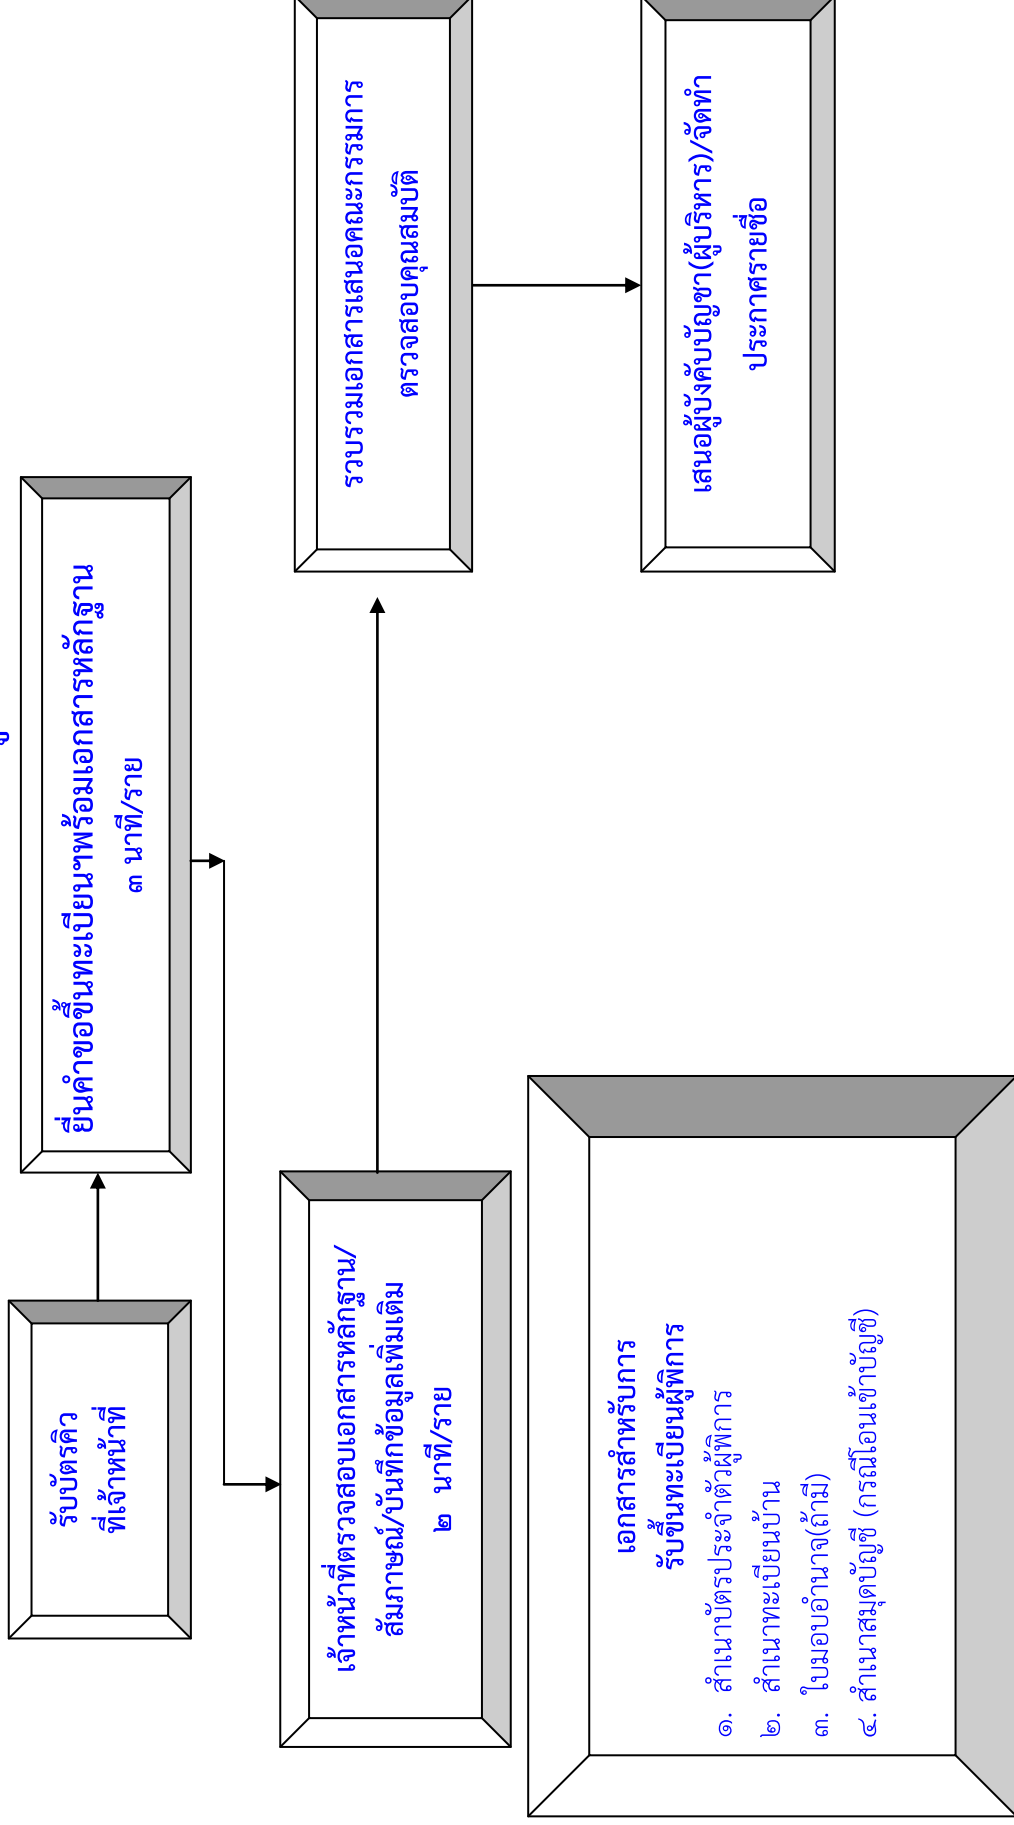 รับบัตรคิว
ที่เจ้าหน้าที่
ยื่นคำขอขึ้นทะเบียนฯพร้อมเอกสารหลักฐาน
๓ นาที/ราย
เจ้าหน้าที่ตรวจสอบเอกสารหลักฐาน/
สัมภาษณ์/บันทึกข้อมูลเพิ่มเติม
๒ นาที/ราย
รวบรวมเอกสารเสนอคณะกรรมการ
ตรวจสอบคุณสมบัติ
เสนอผู้บังคับบัญชา(ผู้บริหาร)/จัดทำ
ประกาศรายชื่อ
เอกสารสำหรับการ
รับขึ้นทะเบียนผู้พิการ
๑. สำเนาบัตรประจำตัวผู้พิการ
๒. สำเนาทะเบียนบ้าน
๓. ใบมอบอำนาจ(ถ้ามี)
๔. สำเนาสมุดบัญชี (กรณีโอนเข้าบัญชี)